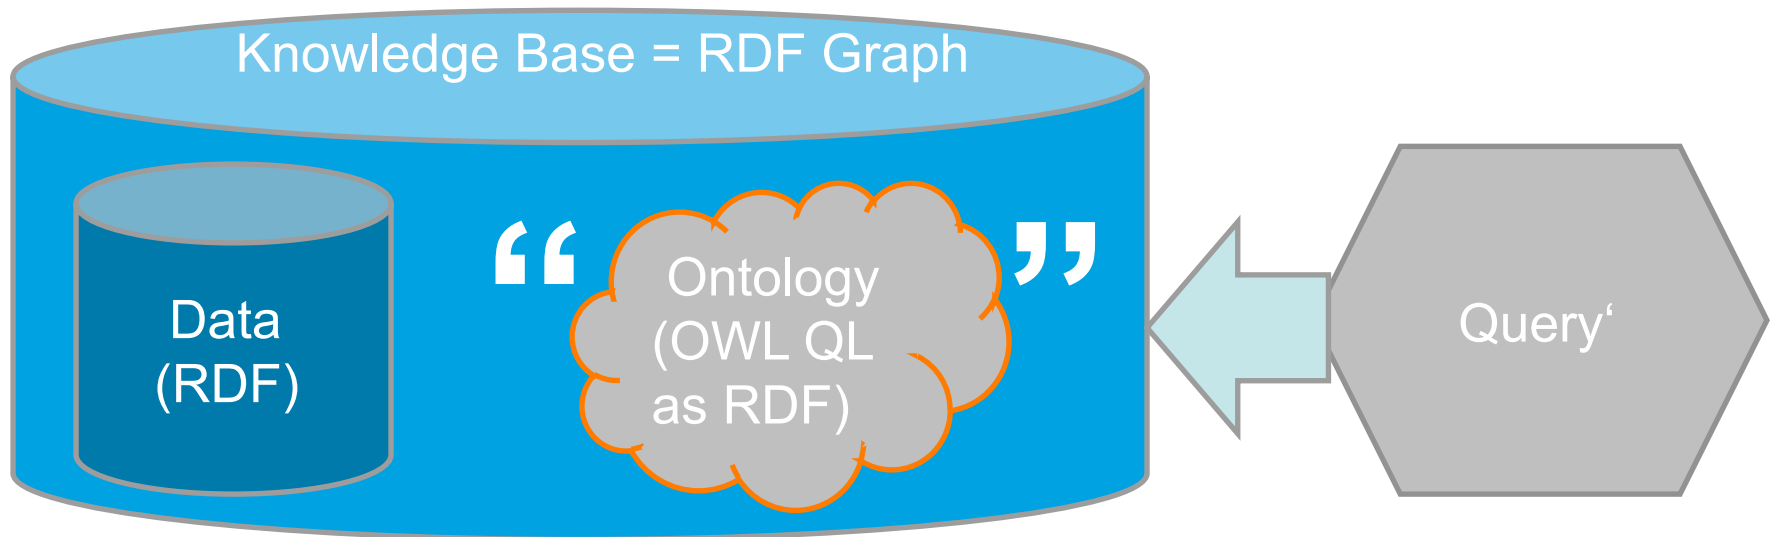 Knowledge Base = RDF Graph
Data
(RDF)
“ Ontology ”
(OWL QL
as RDF)
Query‘